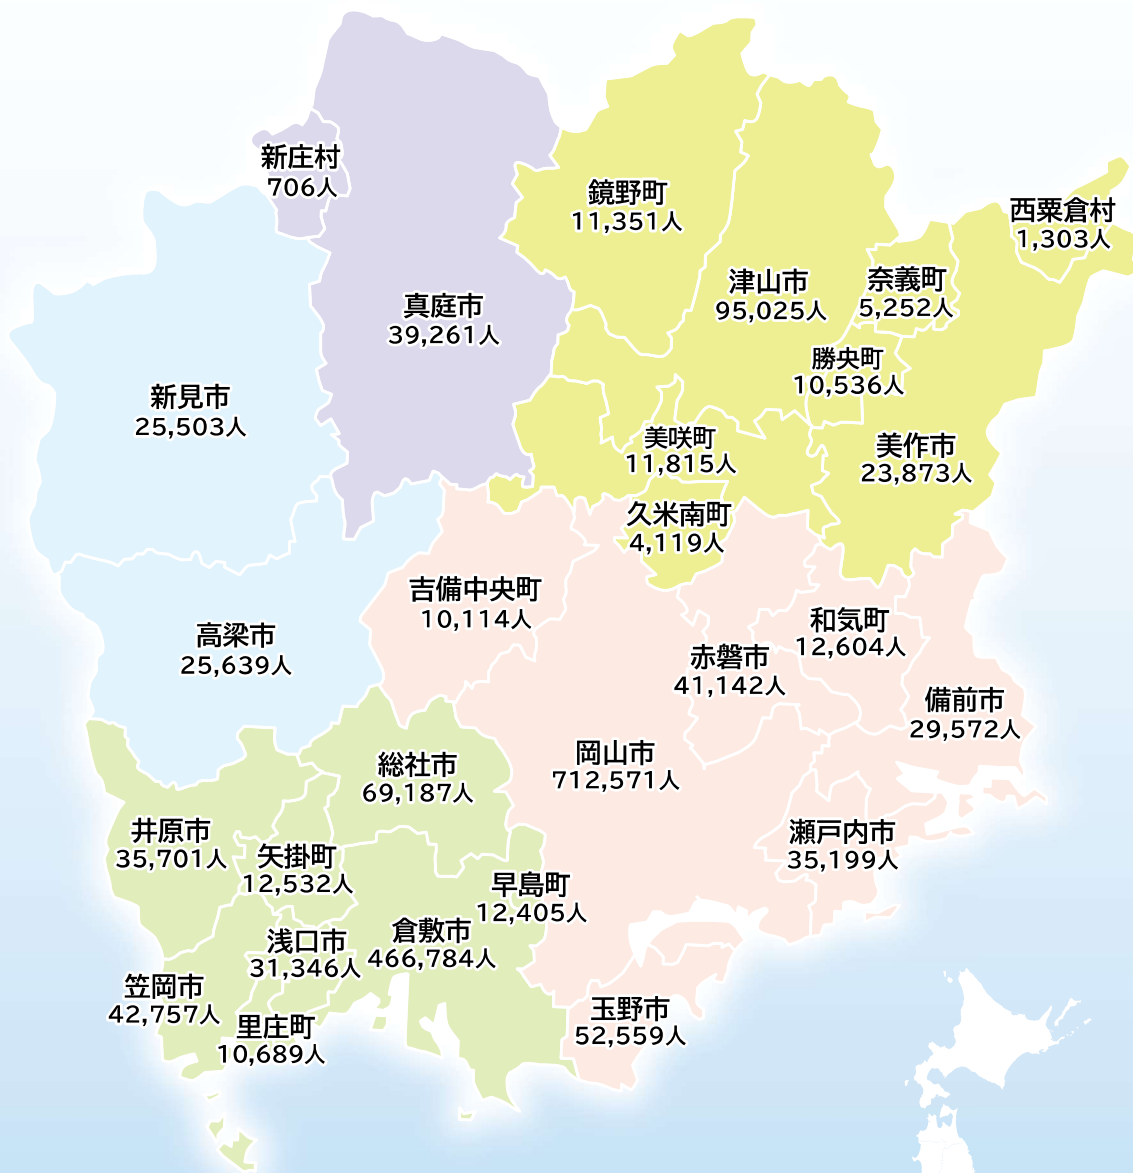 新庄村
706人
鏡野町
11,351人
西粟倉村
1,303人
津山市
95,025人
奈義町
5,252人
真庭市
39,261人
勝央町
10,536人
新見市
25,503人
美咲町
11,815人
美作市
23,873人
久米南町
4,119人
吉備中央町
10,114人
和気町
12,604人
高梁市
25,639人
赤磐市
41,142人
備前市
29,572人
岡山市
712,571人
総社市
69,187人
井原市
35,701人
瀬戸内市
35,199人
矢掛町
12,532人
早島町
12,405人
浅口市
31,346人
倉敷市
466,784人
笠岡市
42,757人
玉野市
52,559人
里庄町
10,689人